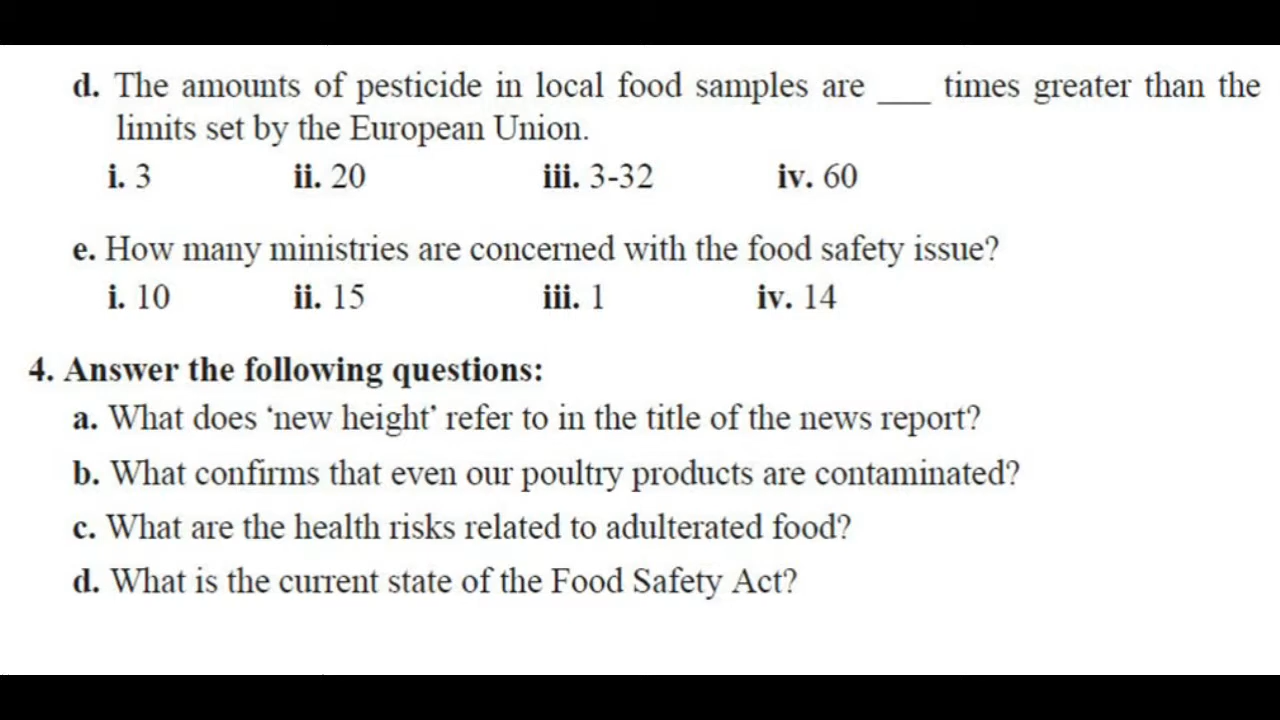 d. The amounts of pesticide in local food samples are ___ times greater than the
limits set by the European Union.
i. 3 ii. 20 iii. 3-32 iv. 60
e. How many ministries are concerned with the food safety issue?
i. 10 ii. 15 iii. 1 iv. 14
4. Answer the following questions:
a. What does ‘new height’ refer to in the title of the news report?
b. What confirms that even our poultry products are contaminated?
c. What are the health risks related to adulterated food?
d. What is the current state of the Food Safety Act?